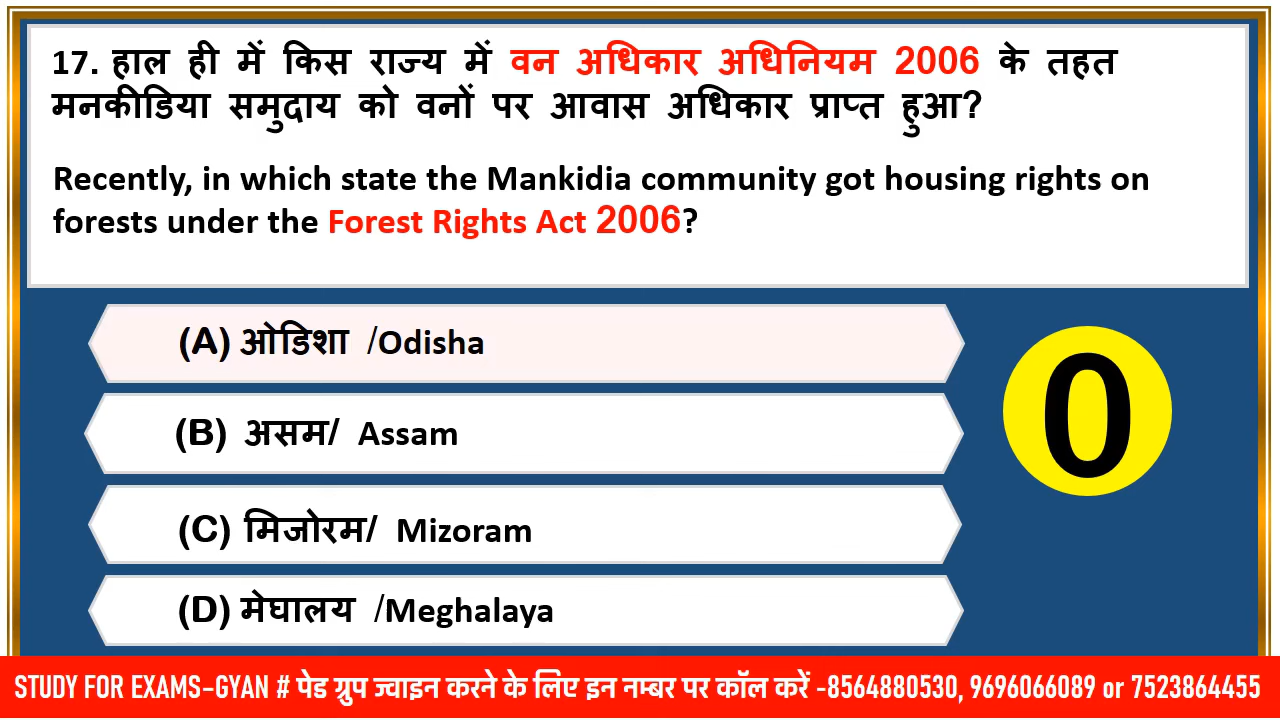 17. हाल ही में किस राज्य में वन अधिकार अधिनियम 2006 के तहत
मनकीडिया समुदाय को वनों पर आवास अधिकार प्राप्त हुआ?
Recently, in which state the Mankidia community got housing rights on
forests under the Forest Rights Act 2006?
(A) ओडिशा /Odisha
(B) असम/ Assam
(C) मिजोरम/ Mizoram
(D) मेघालय /Meghalaya
0
STUDY FOR EXAMS-GYAN # पेड ग्रुप ज्वाइन करने के लिए इन नम्बर पर कॉल करें -8564880530, 9696066089 or 7523864455